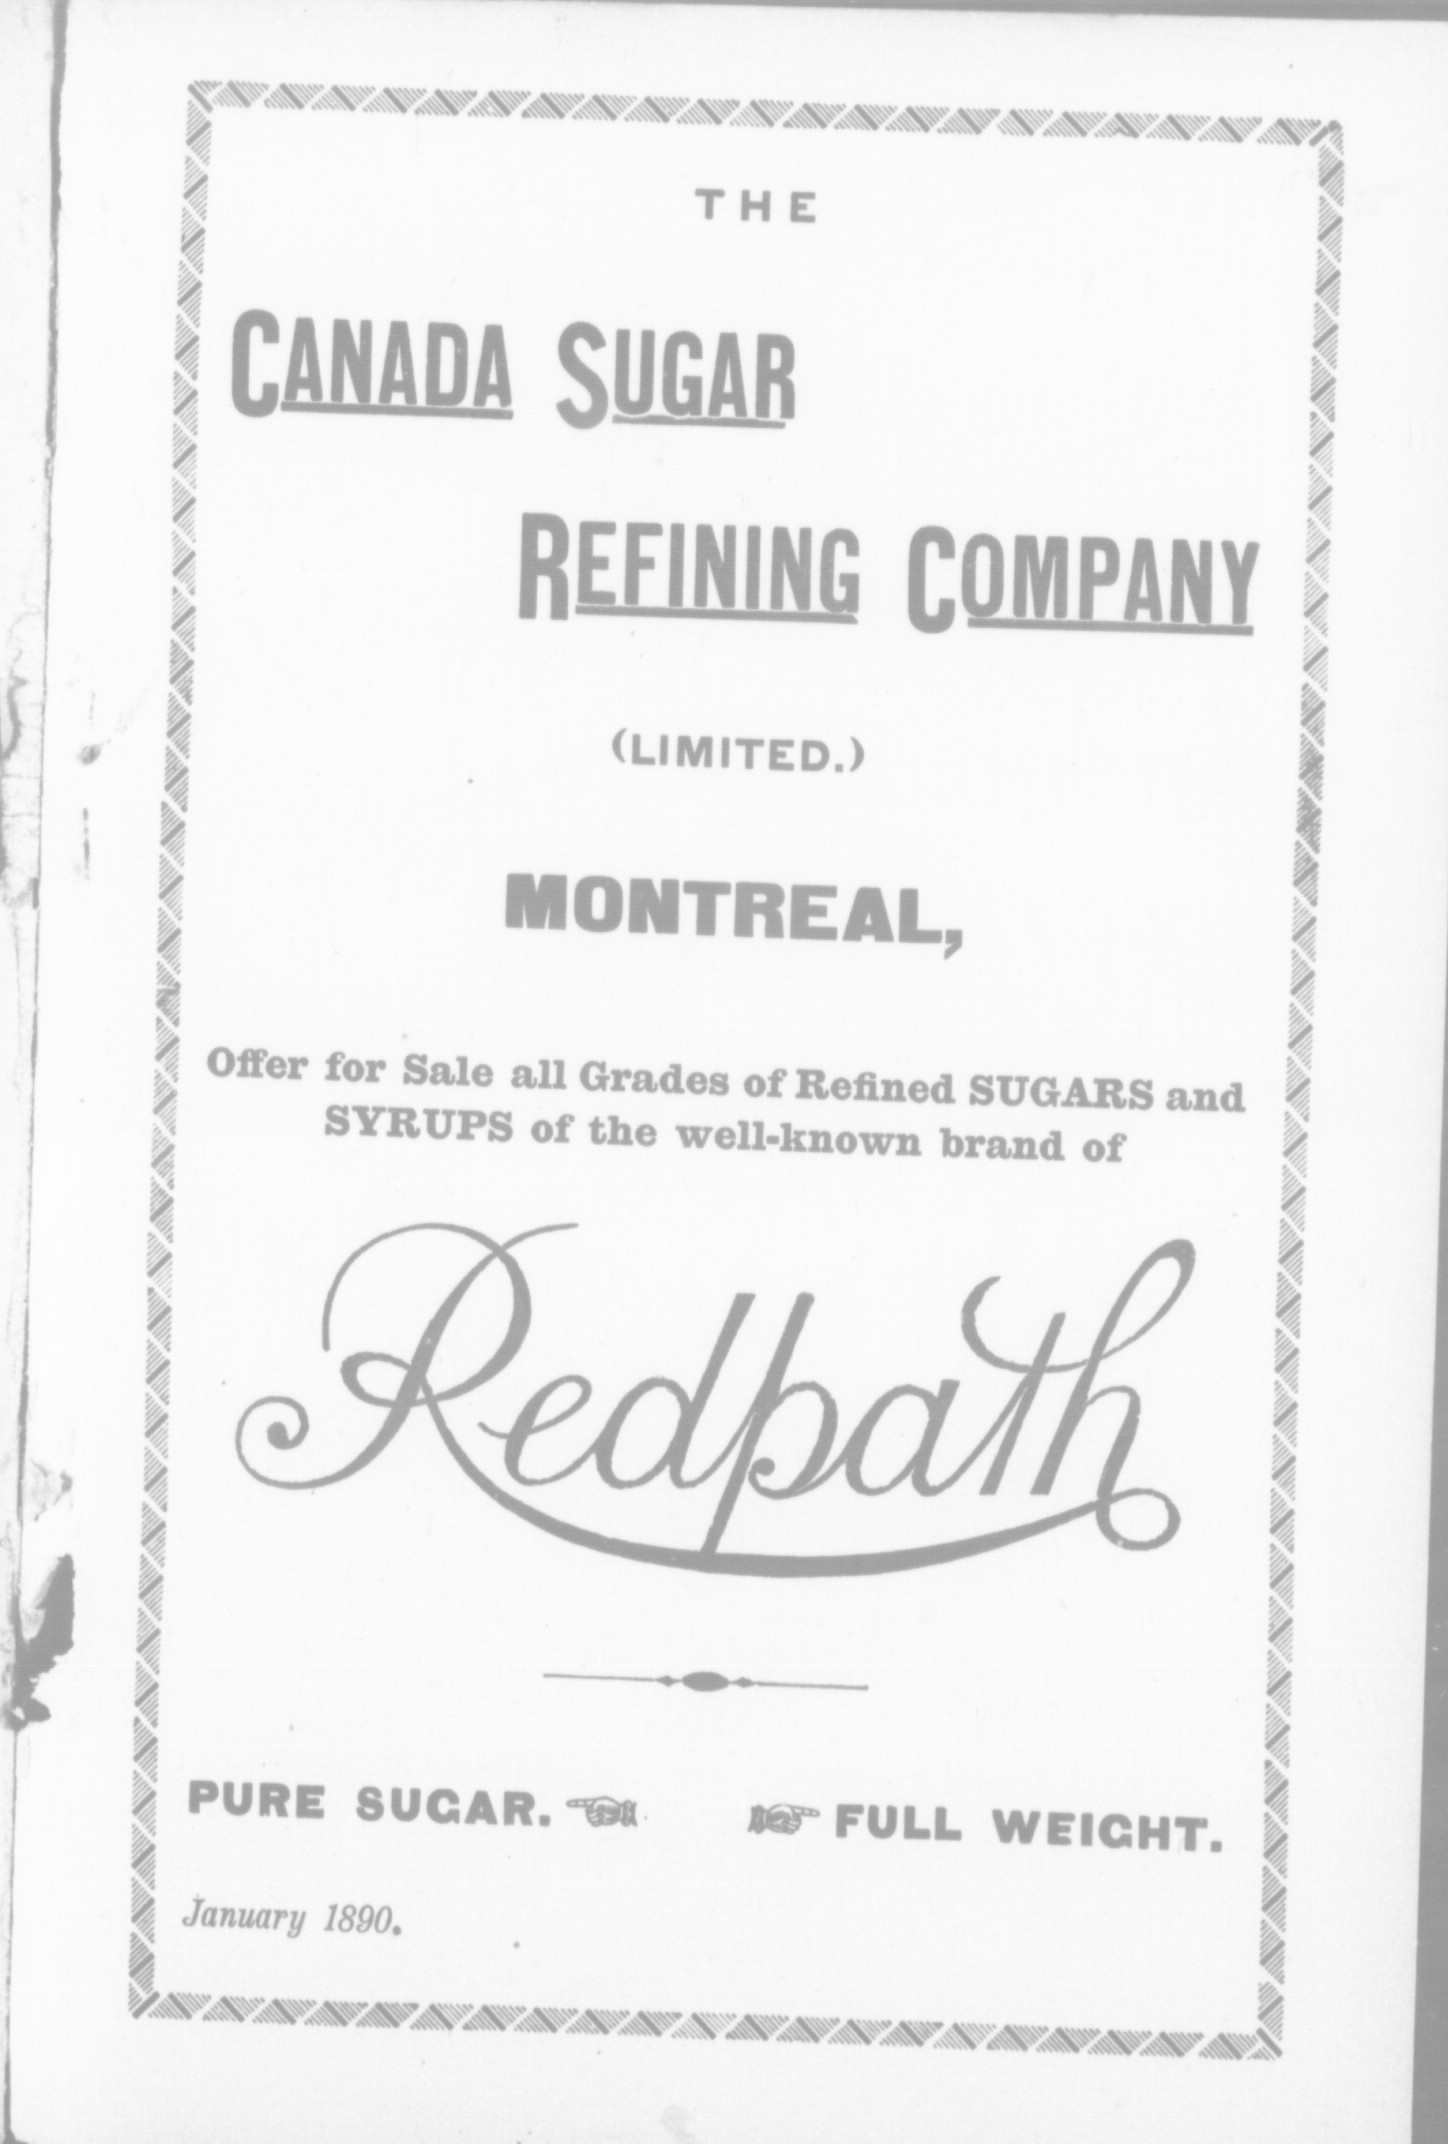 THE
CANADA SUGAR
REFINING COMPANY
(LIMITED.)
MONTREAL,
Offer for Sale all Grades of Refined SUGARS and
SYRUPS of the well-known brand of
Redpath
PURE SUGAR. FULL WEIGHT.
January 1890.